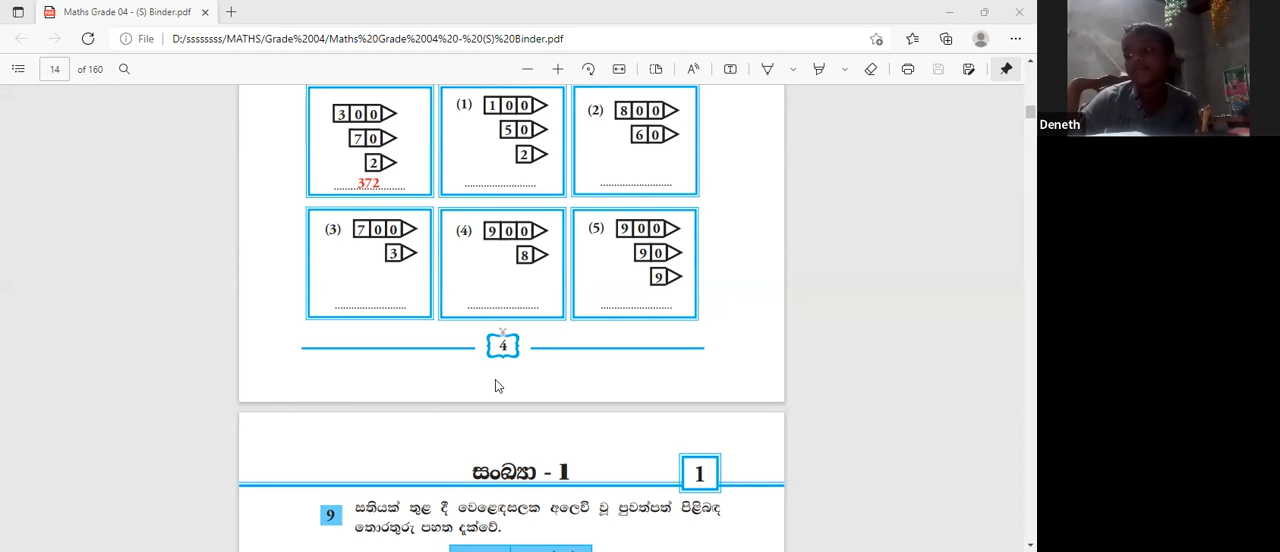 Maths Grade 04 - (S) Binder.pdf
File
D:/ssssssss/MATHS/Grade%2004/Maths%20Grade%2004%20-%20(S)%20Binder.pdf
14 of 160
Deneth
300
70
2
372
(1) 100
50
2
(2) 800
60
(3) 700
3
(4) 900
8
(5) 900
90
9
4
සංඛ්‍යා - 1
1
9 සතියක් තුළ දී වෙළෙඳසලක අලෙවි වූ පුවත්පත් පිළිබඳ
තොරතුරු පහත දැක්වේ.